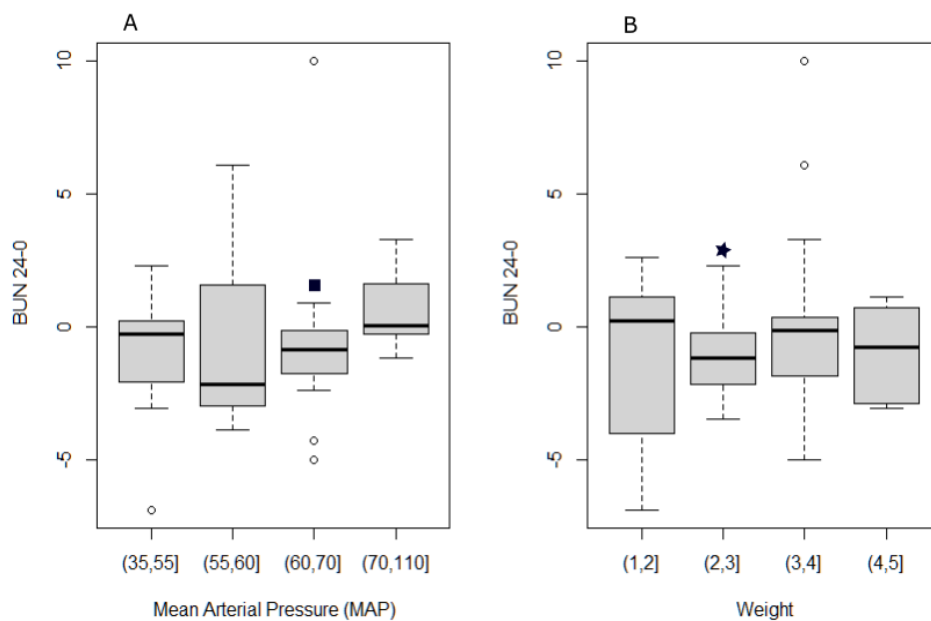 A
BUN 24-0
10
5
0
-5
(35,55] (55,60] (60,70] (70,110]
Mean Arterial Pressure (MAP)
B
BUN 24-0
10
5
0
-5
(1,2] (2,3] (3,4] (4,5]
Weight